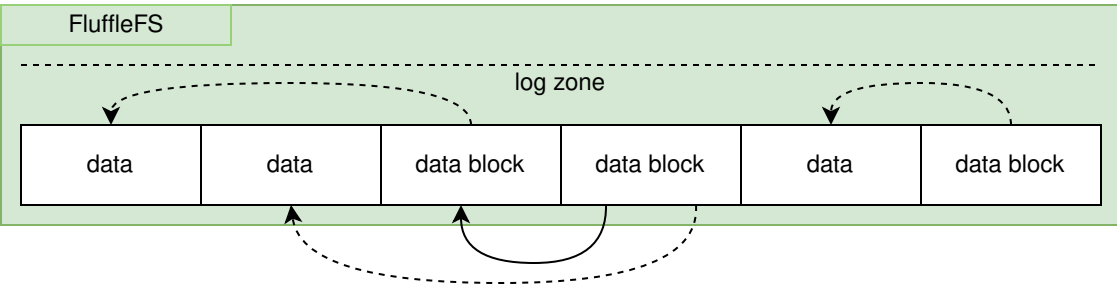 FluffleFS
log zone
data
data
data block
data block
data
data block